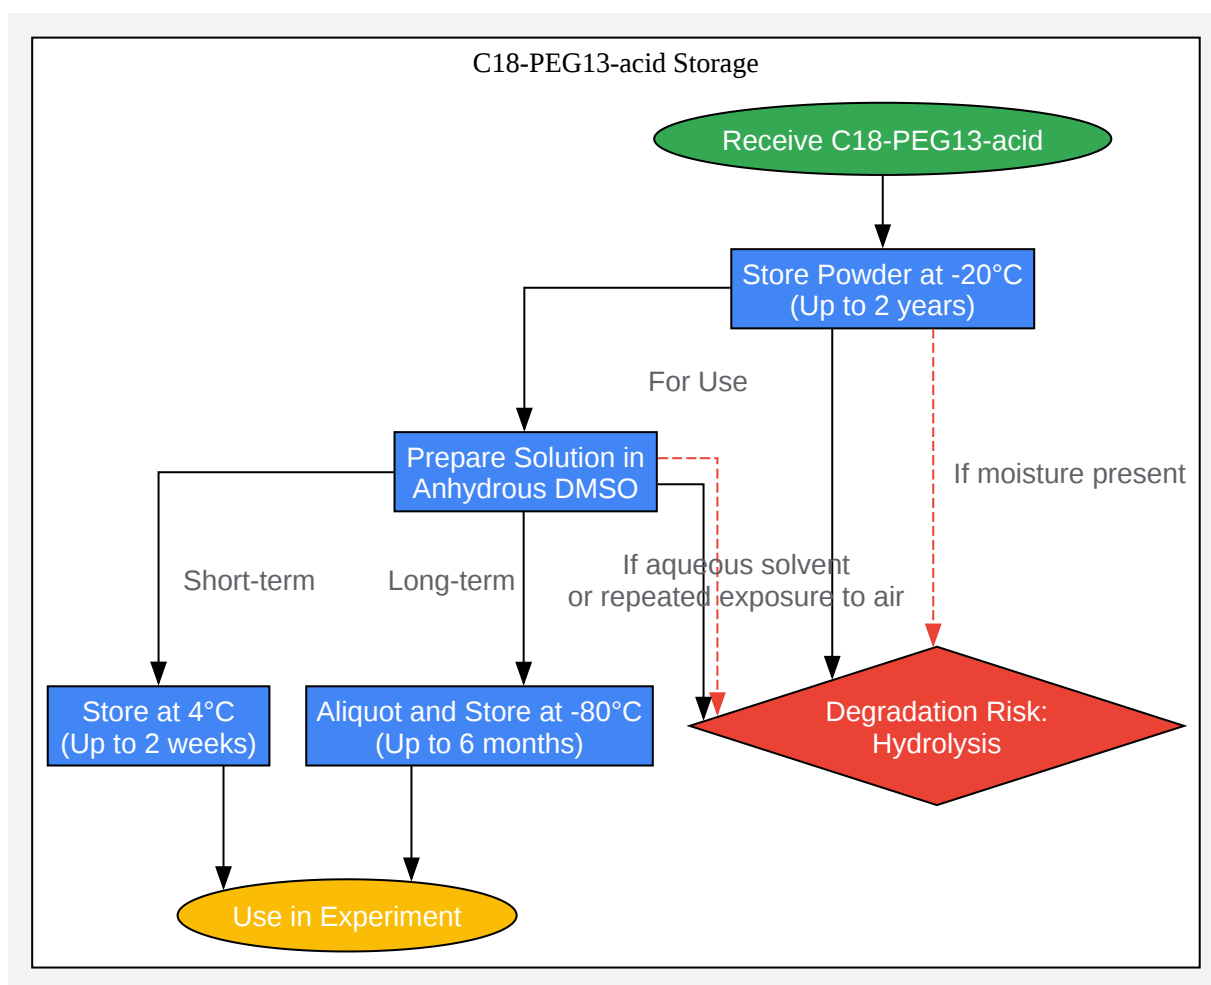 C18-PEG13-acid Storage
Receive C18-PEG13-acid
Store Powder at -20°C
(Up to 2 years)
For Use
Prepare Solution in
Anhydrous DMSO
If moisture present
Short-term
Long-term
If aqueous solvent
or repeated exposure to air
Store at 4°C
(Up to 2 weeks)
Aliquot and Store at -80°C
(Up to 6 months)
Degradation Risk:
Hydrolysis
Use in Experiment